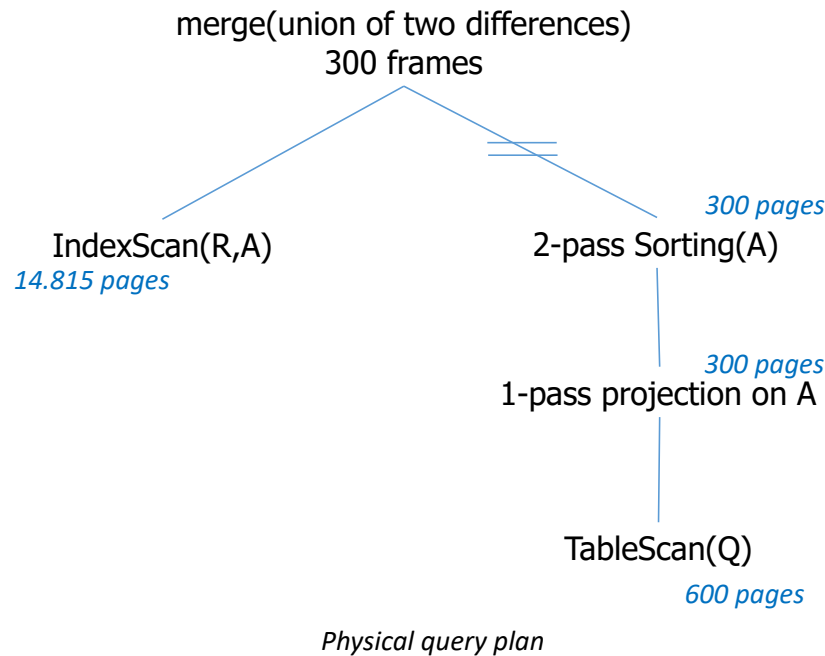 merge(union of two differences)
300 frames
300 pages
IndexScan(R,A)
2-pass Sorting(A)
14.815 pages
300 pages
1-pass projection on A
TableScan(Q)
600 pages
Physical query plan